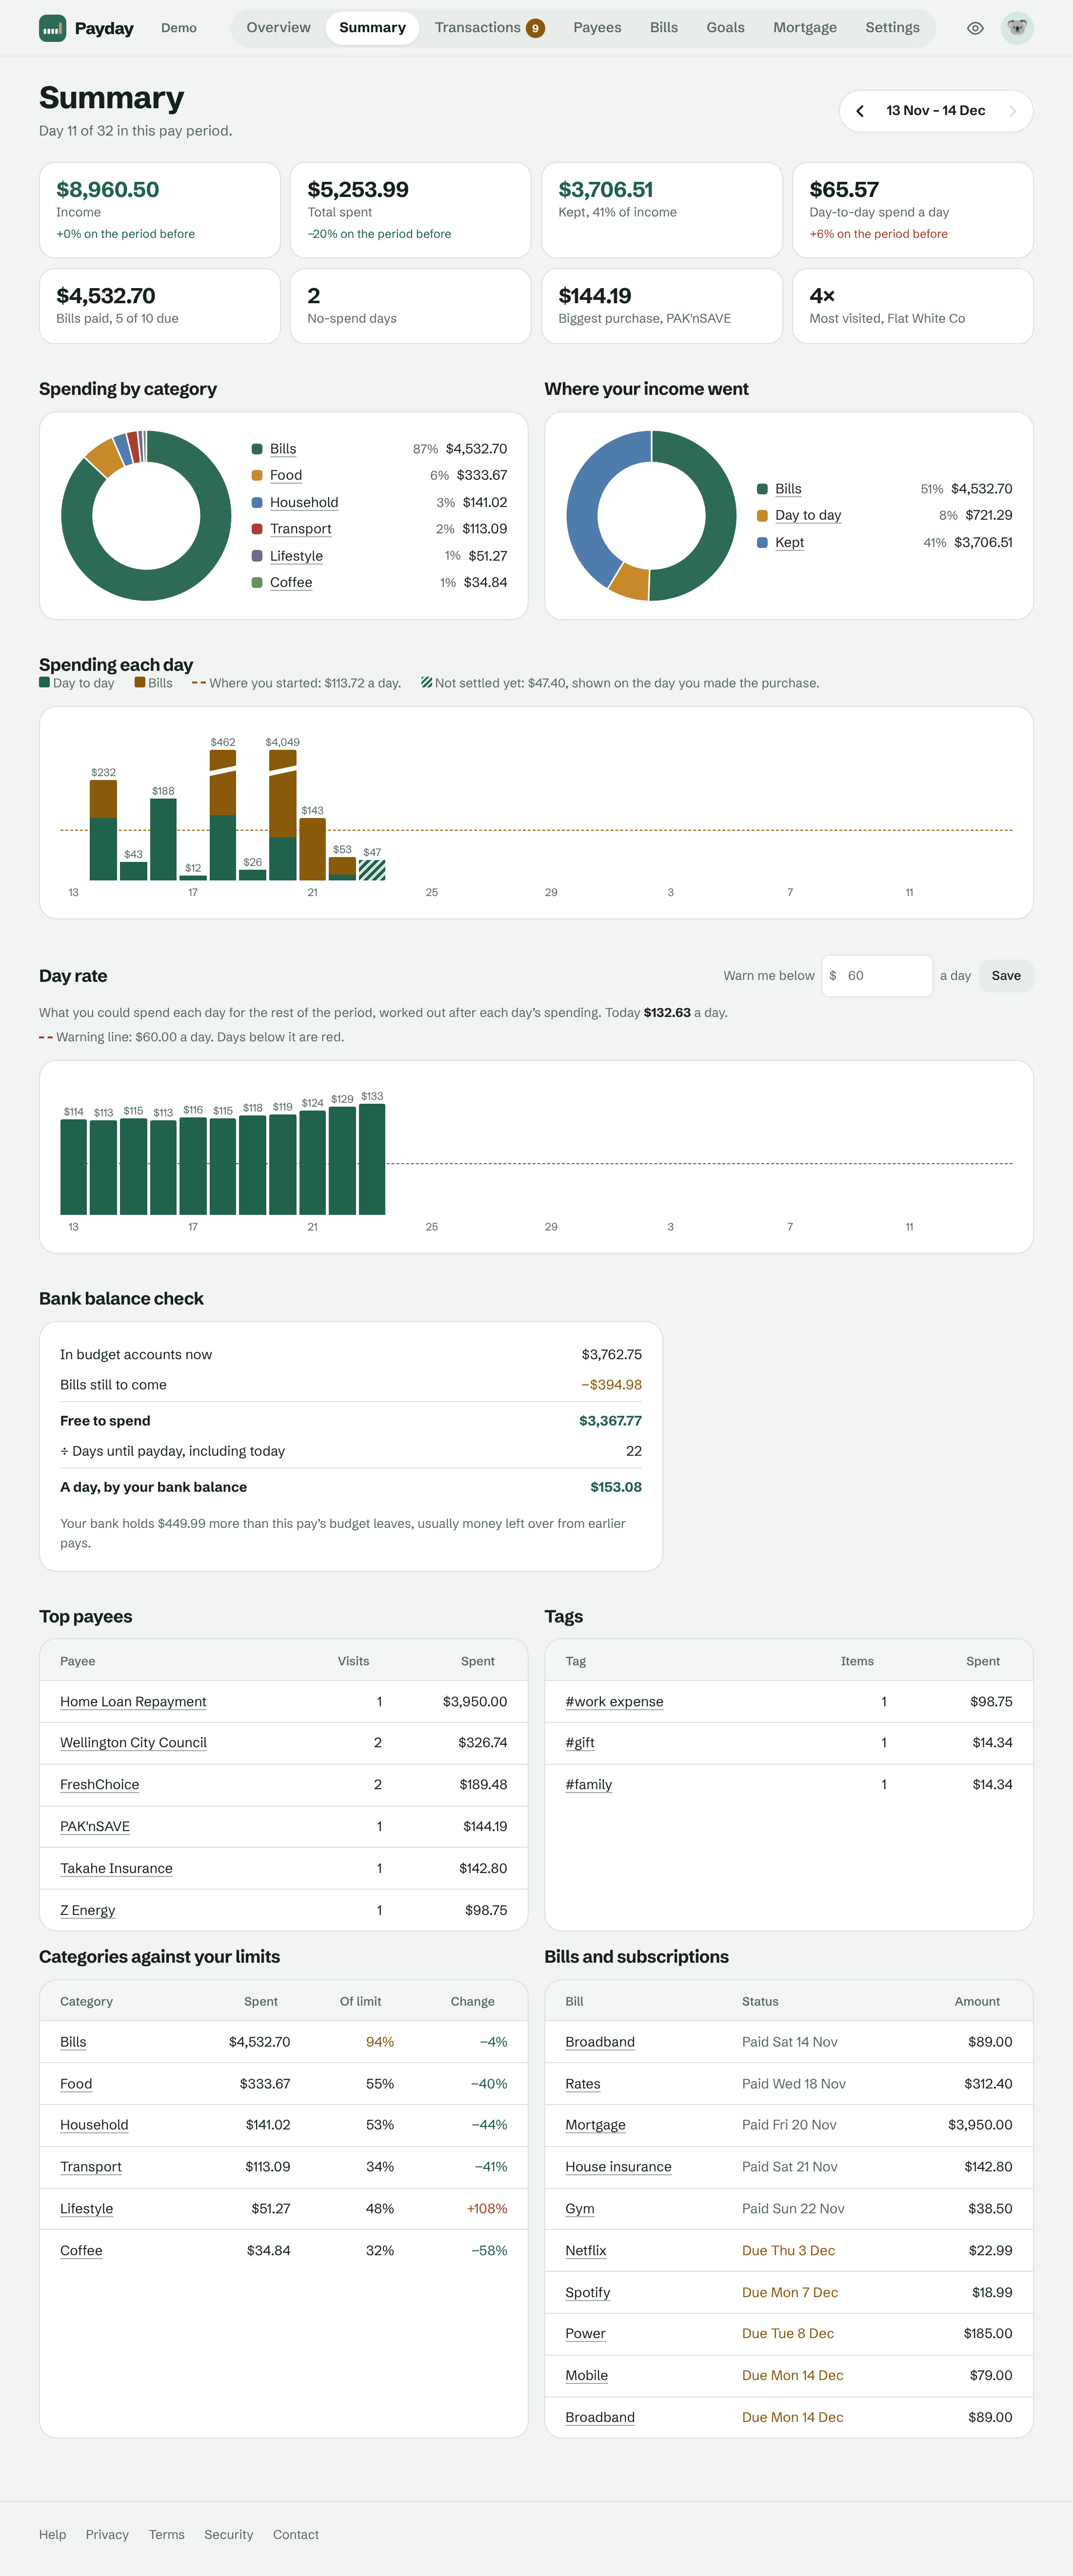 Payday
Demo
Overview
Summary
Transactions 9
Payees
Bills
Goals
Mortgage
Settings
Summary
Day 11 of 32 in this pay period.
13 Nov – 14 Dec
$8,960.50
Income
+0% on the period before
$5,253.99
Total spent
−20% on the period before
$3,706.51
Kept, 41% of income
$65.57
Day-to-day spend a day
+6% on the period before
$4,532.70
Bills paid, 5 of 10 due
2
No-spend days
$144.19
Biggest purchase, PAK'nSAVE
4×
Most visited, Flat White Co
Spending by category
Bills 87% $4,532.70
Food 6% $333.67
Household 3% $141.02
Transport 2% $113.09
Lifestyle 1% $51.27
Coffee 1% $34.84
Where your income went
Bills 51% $4,532.70
Day to day 8% $721.29
Kept 41% $3,706.51
Spending each day
Day to day Bills Where you started: $113.72 a day. Not settled yet: $47.40, shown on the day you made the purchase.
$232 $43 $188 $12 $462 $26 $4,049 $143 $53 $47
13 17 21 25 29 3 7 11
Day rate
Warn me below $ 60 a day Save
What you could spend each day for the rest of the period, worked out after each day’s spending. Today $132.63 a day.
Warning line: $60.00 a day. Days below it are red.
$114 $113 $115 $113 $116 $115 $118 $119 $124 $129 $133
13 17 21 25 29 3 7 11
Bank balance check
In budget accounts now $3,762.75
Bills still to come −$394.98
Free to spend $3,367.77
÷ Days until payday, including today 22
A day, by your bank balance $153.08
Your bank holds $449.99 more than this pay’s budget leaves, usually money left over from earlier
pays.
Top payees
Payee Visits Spent
Home Loan Repayment 1 $3,950.00
Wellington City Council 2 $326.74
FreshChoice 2 $189.48
PAK'nSAVE 1 $144.19
Takahe Insurance 1 $142.80
Z Energy 1 $98.75
Tags
Tag Items Spent
#work expense 1 $98.75
#gift 1 $14.34
#family 1 $14.34
Categories against your limits
Category Spent Of limit Change
Bills $4,532.70 94% −4%
Food $333.67 55% −40%
Household $141.02 53% −44%
Transport $113.09 34% −41%
Lifestyle $51.27 48% +108%
Coffee $34.84 32% −58%
Bills and subscriptions
Bill Status Amount
Broadband Paid Sat 14 Nov $89.00
Rates Paid Wed 18 Nov $312.40
Mortgage Paid Fri 20 Nov $3,950.00
House insurance Paid Sat 21 Nov $142.80
Gym Paid Sun 22 Nov $38.50
Netflix Due Thu 3 Dec $22.99
Spotify Due Mon 7 Dec $18.99
Power Due Tue 8 Dec $185.00
Mobile Due Mon 14 Dec $79.00
Broadband Due Mon 14 Dec $89.00
Help Privacy Terms Security Contact